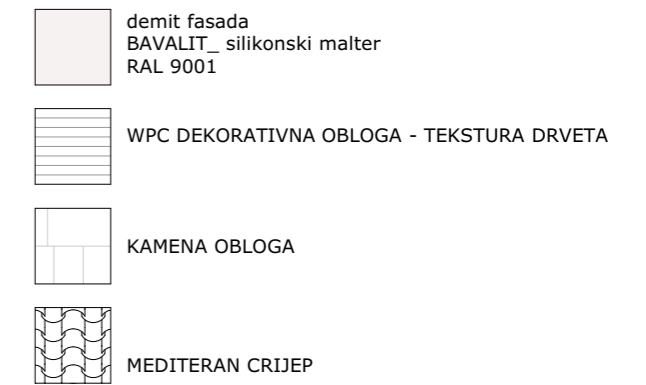 demit fasada
BAVALIT_ silikonski malter
RAL 9001
WPC DEKORATIVNA OBLOGA - TEKSTURA DRVETA
KAMENA OBLOGA
MEDITERAN CRIJEP